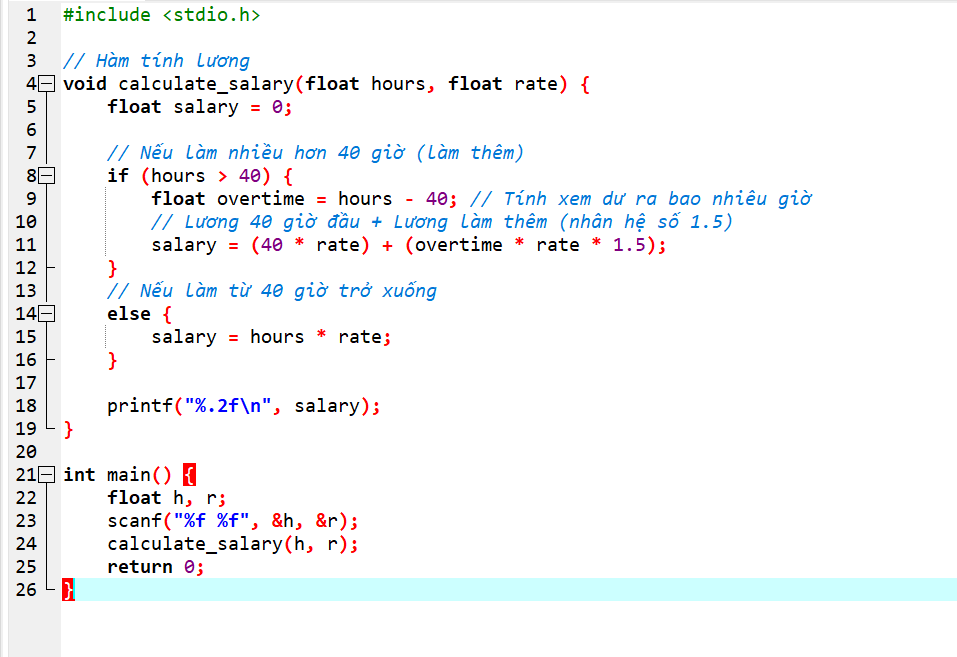 1 #include <stdio.h>
2
3 // Hàm tính lương
4 void calculate_salary(float hours, float rate) {
5     float salary = 0;
6
7     // Nếu làm nhiều hơn 40 giờ (làm thêm)
8     if (hours > 40) {
9         float overtime = hours - 40; // Tính xem dư ra bao nhiêu giờ
10         // Lương 40 giờ đầu + Lương làm thêm (nhân hệ số 1.5)
11         salary = (40 * rate) + (overtime * rate * 1.5);
12     }
13     // Nếu làm từ 40 giờ trở xuống
14     else {
15         salary = hours * rate;
16     }
17
18     printf("%.2f\n", salary);
19 }
20
21 int main() {
22     float h, r;
23     scanf("%f %f", &h, &r);
24     calculate_salary(h, r);
25     return 0;
26 }